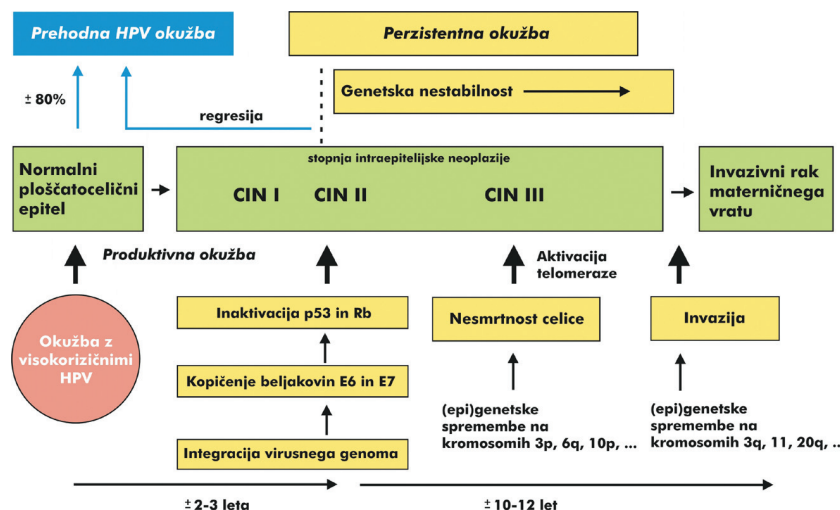 Prehodna HPV okužba
Perzistentna okužba
± 80%
regresija
Genetska nestabilnost
Normalni
ploščatocelični
epitel
stopnja intraepitelijske neoplazije
CIN I
CIN II
CIN III
Invazivni rak
materničnega
vratu
Produktivna okužba
Aktivacija
telomeraze
Okužba z
visokorizičnimi
HPV
Inaktivacija p53 in Rb
Nesmrtnost celice
Invazija
Kopičenje beljakovin E6 in E7
Integracija virusnega genoma
(epi)genetske
spremembe na
kromosomih 3p, 6q, 10p, ...
(epi)genetske
spremembe na
kromosomih 3q, 11, 20q, ..
± 2-3 leta
± 10-12 let